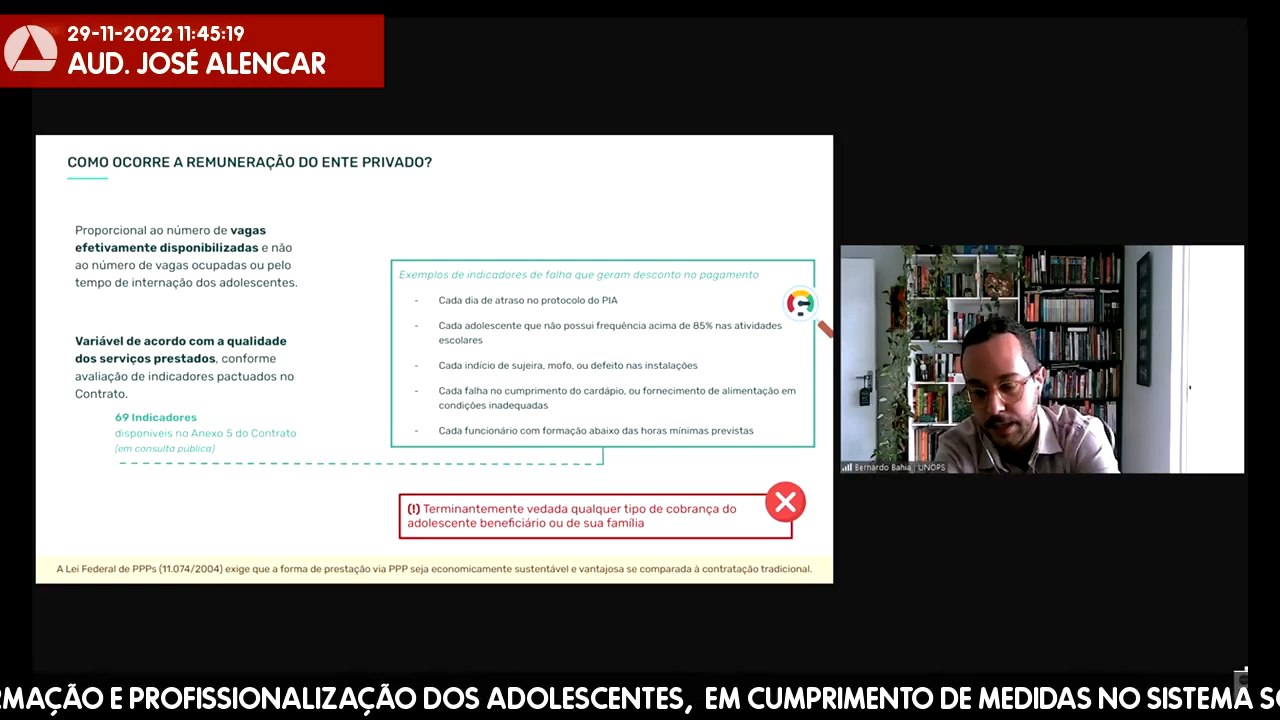 29-11-2022 11:45:19
AUD. JOSÉ ALENCAR
COMO OCORRE A REMUNERAÇÃO DO ENTE PRIVADO?
Proporcional ao número de vagas
efetivamente disponibilizadas e não
ao número de vagas ocupadas ou pelo
tempo de internação dos adolescentes.
Variável de acordo com a qualidade
dos serviços prestados, conforme
avaliação de indicadores pactuados no
Contrato.
69 Indicadores
disponíveis no Anexo 5 do Contrato
(em consulta publica)
Exemplos de indicadores de falha que geram desconto no pagamento
- Cada dia de atraso no protocolo do PIA
- Cada adolescente que não possui frequência acima de 85% nas atividades
escolares
- Cada indício de sujeira, mofo, ou defeito nas instalações
- Cada falha no cumprimento do cardápio, ou fornecimento de alimentação em
condições inadequadas
- Cada funcionário com formação abaixo das horas mínimas previstas
(!) Terminantemente vedada qualquer tipo de cobrança do
adolescente beneficiário ou de sua família
A Lei Federal de PPPs (11.074/2004) exige que a forma de prestação via PPP seja economicamente sustentável e vantajosa se comparada à contratação tradicional.
Bernardo Bahia | UNOPS
RMAÇÃO E PROFISSIONALIZAÇÃO DOS ADOLESCENTES, EM CUMPRIMENTO DE MEDIDAS NO SISTEMA SO